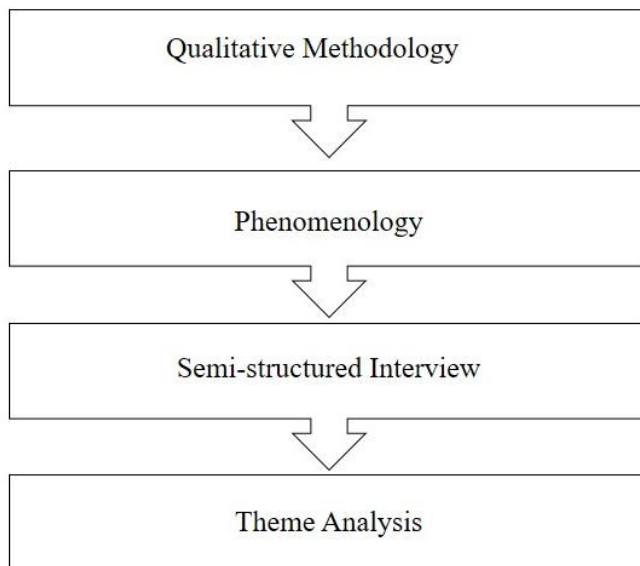 Qualitative Methodology
Phenomenology
Semi-structured Interview
Theme Analysis